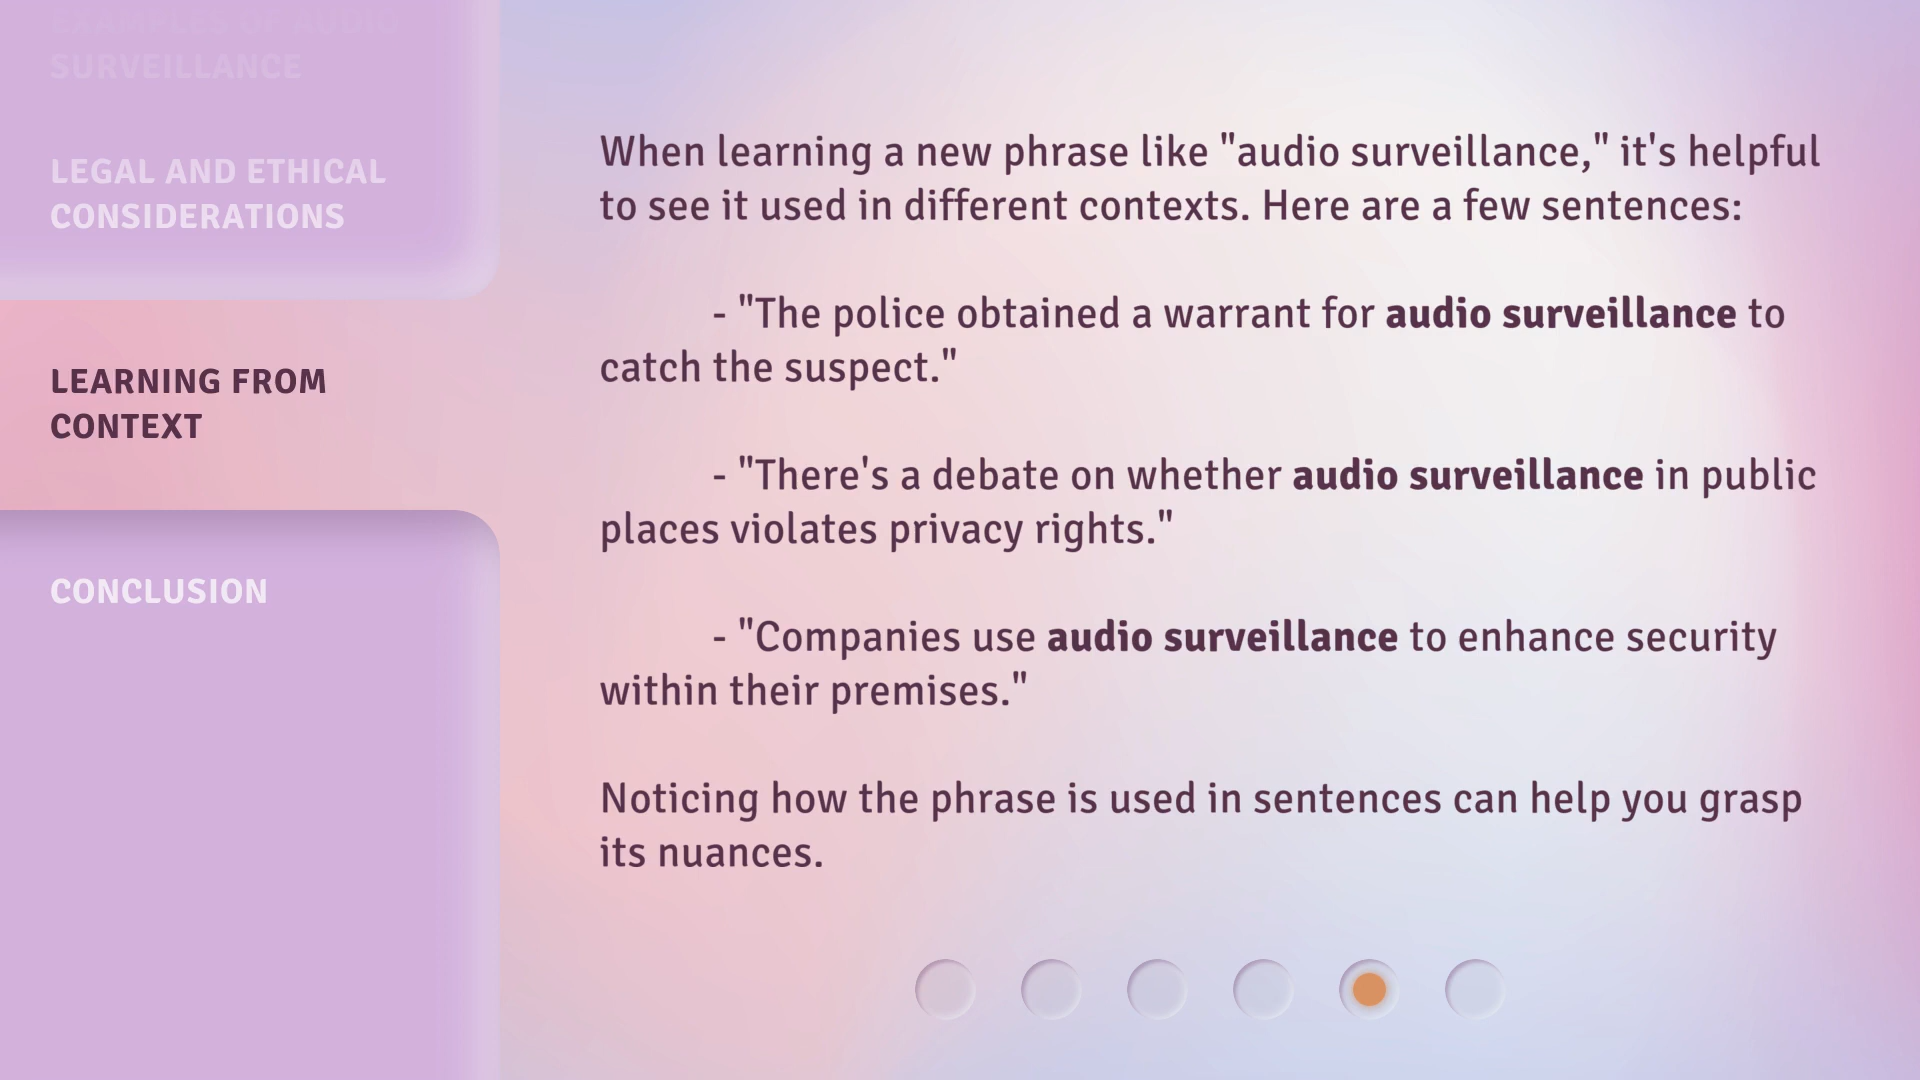 EXAMPLES OF AUDIO
SURVEILLANCE
LEGAL AND ETHICAL
CONSIDERATIONS
LEARNING FROM
CONTEXT
CONCLUSION
When learning a new phrase like "audio surveillance," it's helpful
to see it used in different contexts. Here are a few sentences:
- "The police obtained a warrant for audio surveillance to
catch the suspect."
- "There's a debate on whether audio surveillance in public
places violates privacy rights."
- "Companies use audio surveillance to enhance security
within their premises."
Noticing how the phrase is used in sentences can help you grasp
its nuances.